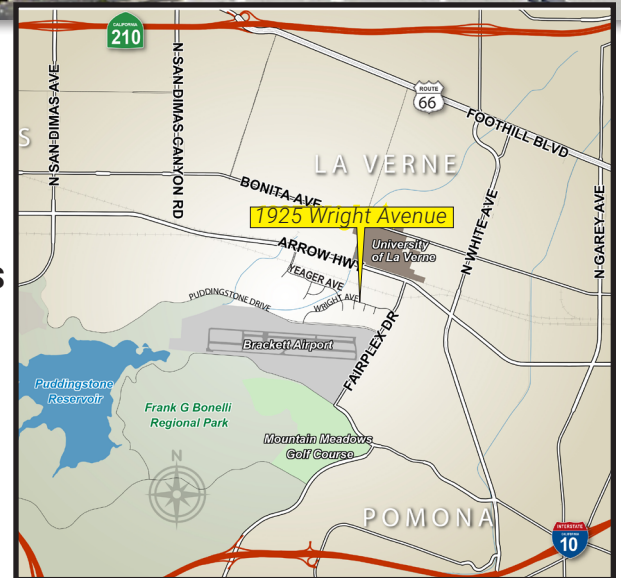 CALIFORNIA
210
N SAN DIMAS AVE
N SAN DIMAS CANYON RD
ROUTE
66
FOOTHILL BLVD
S
LA VERNE
BONITA AVE
1925 Wright Avenue
ARROW HWY
University
of La Verne
N WHITE AVE
N GAREY AVE
YEAGER AVE
PUDDINGSTONE DRIVE
WRIGHT AVE
Brackett Airport
FAIRPLEX DR
Puddingstone
Reservoir
Frank G Bonelli
Regional Park
Mountain Meadows
Golf Course
N
POMONA
INTERSTATE
CALIFORNIA
10
s